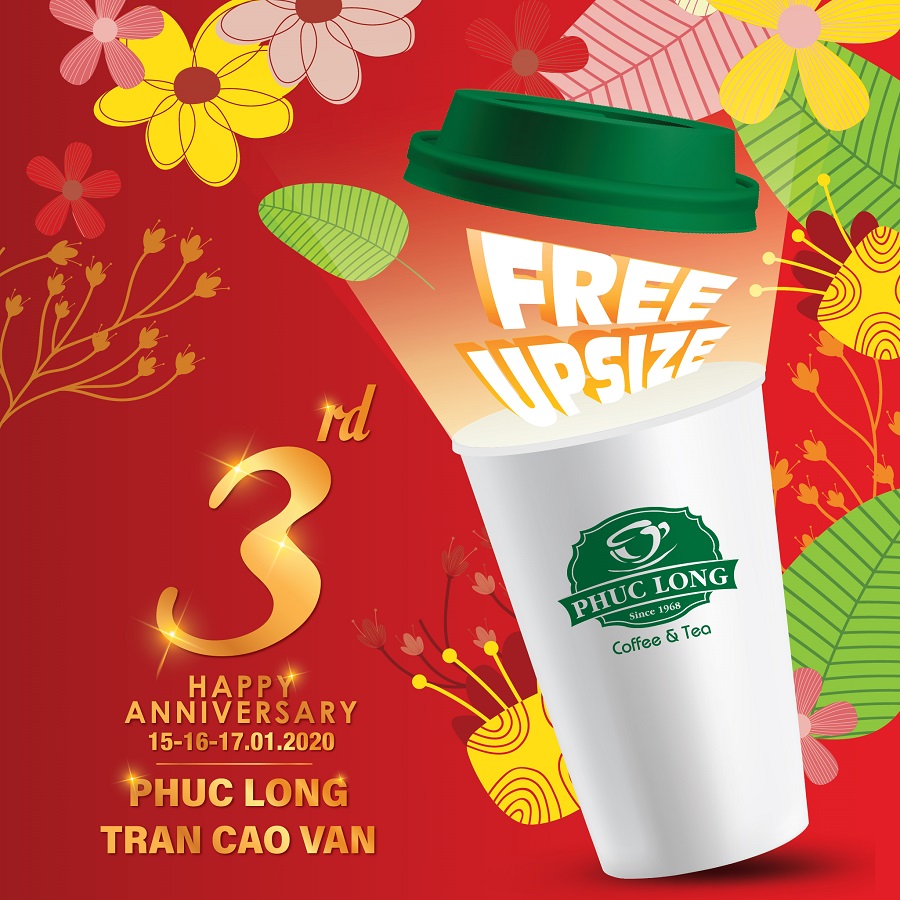 FREE
UPSIZE
3rd
HAPPY
ANNIVERSARY
15-16-17.01.2020
PHUC LONG
TRAN CAO VAN
PHUC LONG
Since 1968
Coffee & Tea